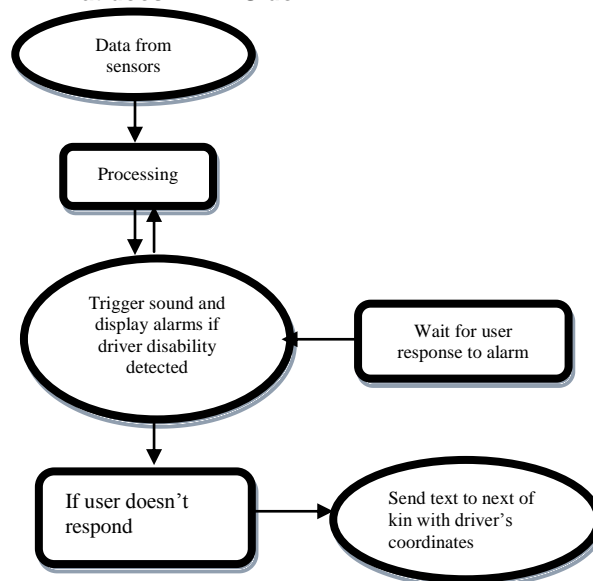 Data from
sensors
Processing
Trigger sound and
display alarms if
driver disability
detected
Wait for user
response to alarm
If user doesn’t
respond
Send text to next of
kin with driver’s
coordinates